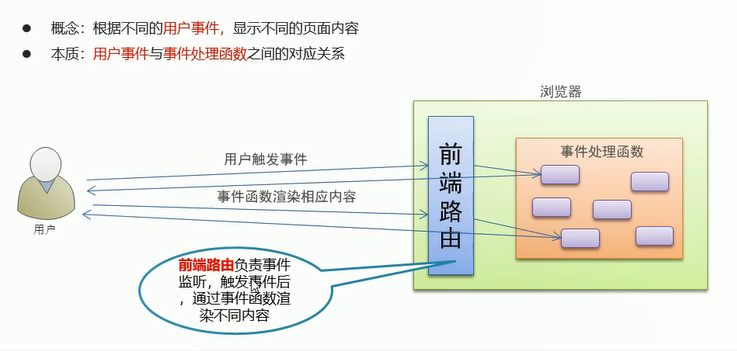 概念：根据不同的用户事件，显示不同的页面内容
本质：用户事件与事件处理函数之间的对应关系
浏览器
用户触发事件
事件处理函数
前端路由
事件函数渲染相应内容
用户
前端路由负责事件
监听，触发事件后
，通过事件函数渲
染不同内容